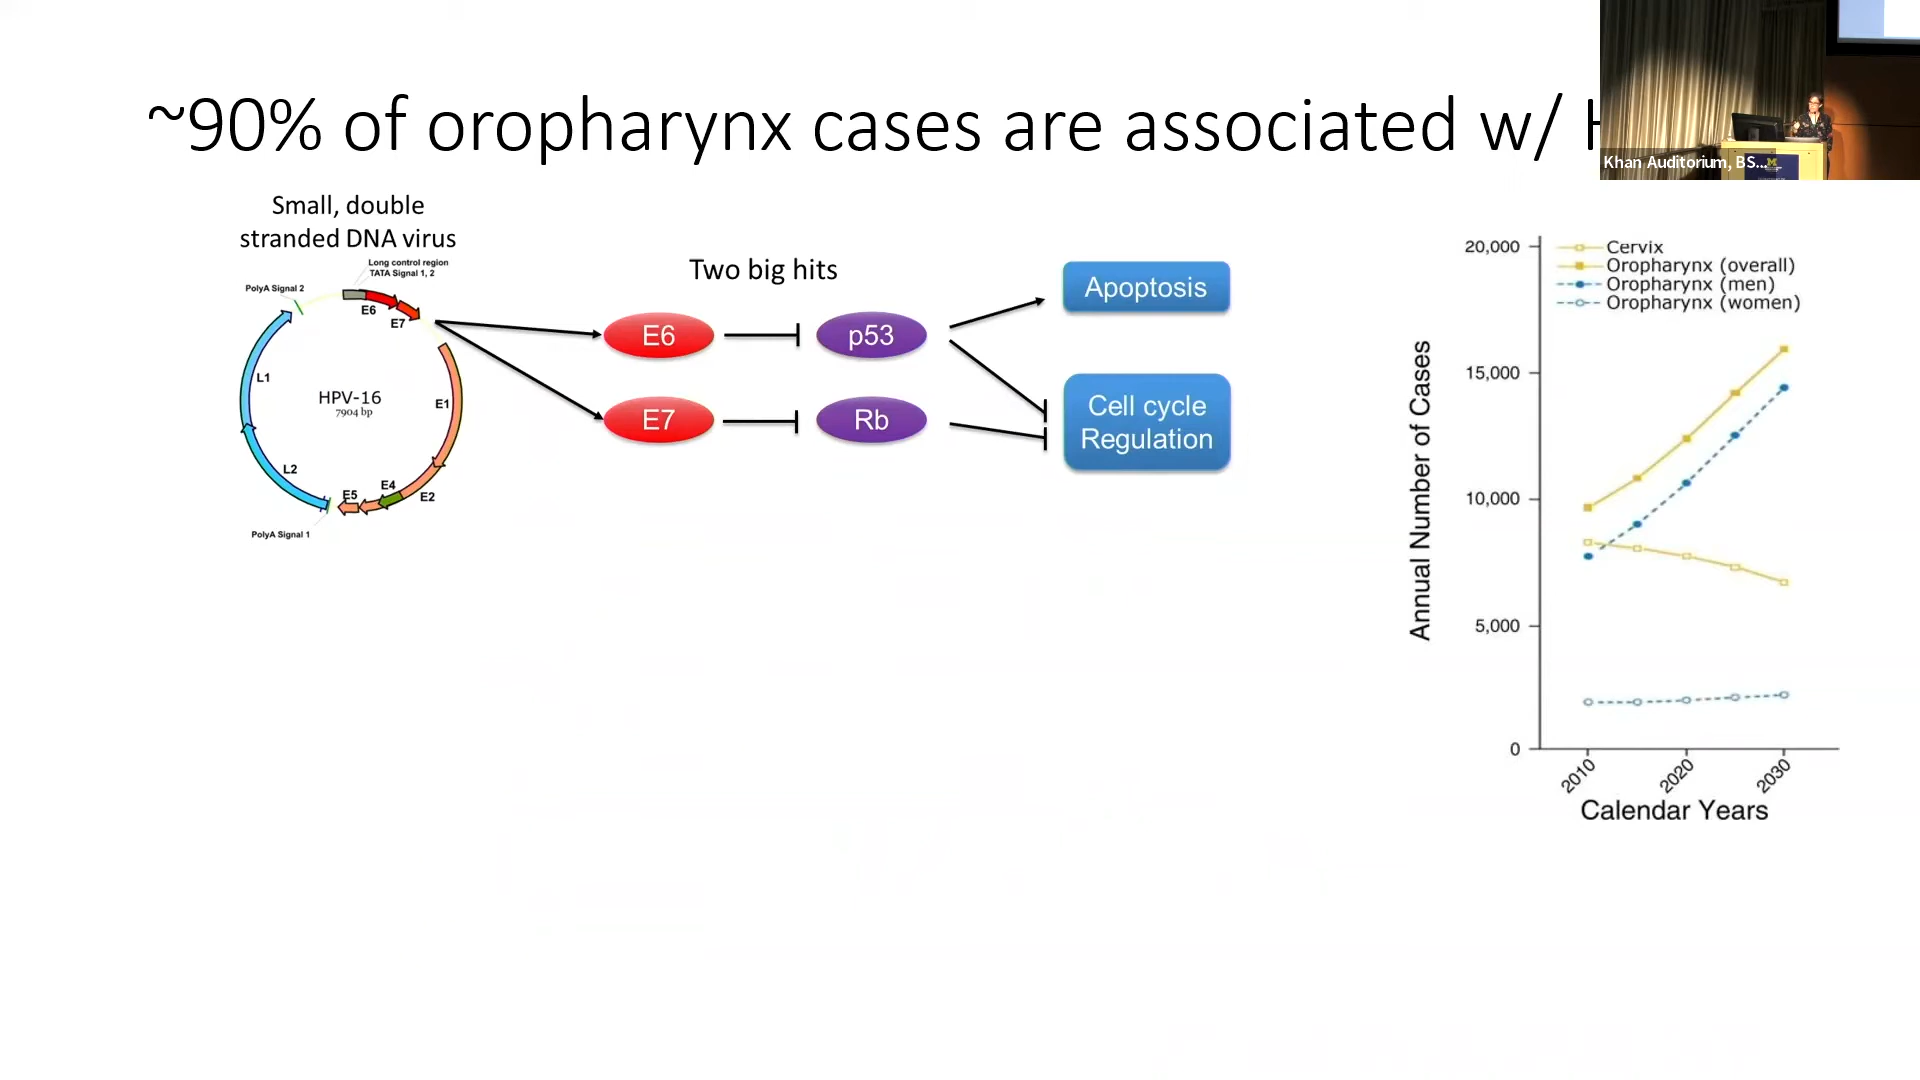 ~90% of oropharynx cases are associated w/
Khan Auditorium, BS...
Small, double
stranded DNA virus
Long control region
TATA Signal 1, 2
PolyA Signal 2
E6
E7
L1
HPV-16
7904 bp
E1
L2
E5
E4
E2
PolyA Signal 1
Two big hits
E6
p53
E7
Rb
Apoptosis
Cell cycle
Regulation
Cervix
Oropharynx (overall)
Oropharynx (men)
Oropharynx (women)
20,000
15,000
10,000
5,000
0
Annual Number of Cases
2010
2020
2030
Calendar Years